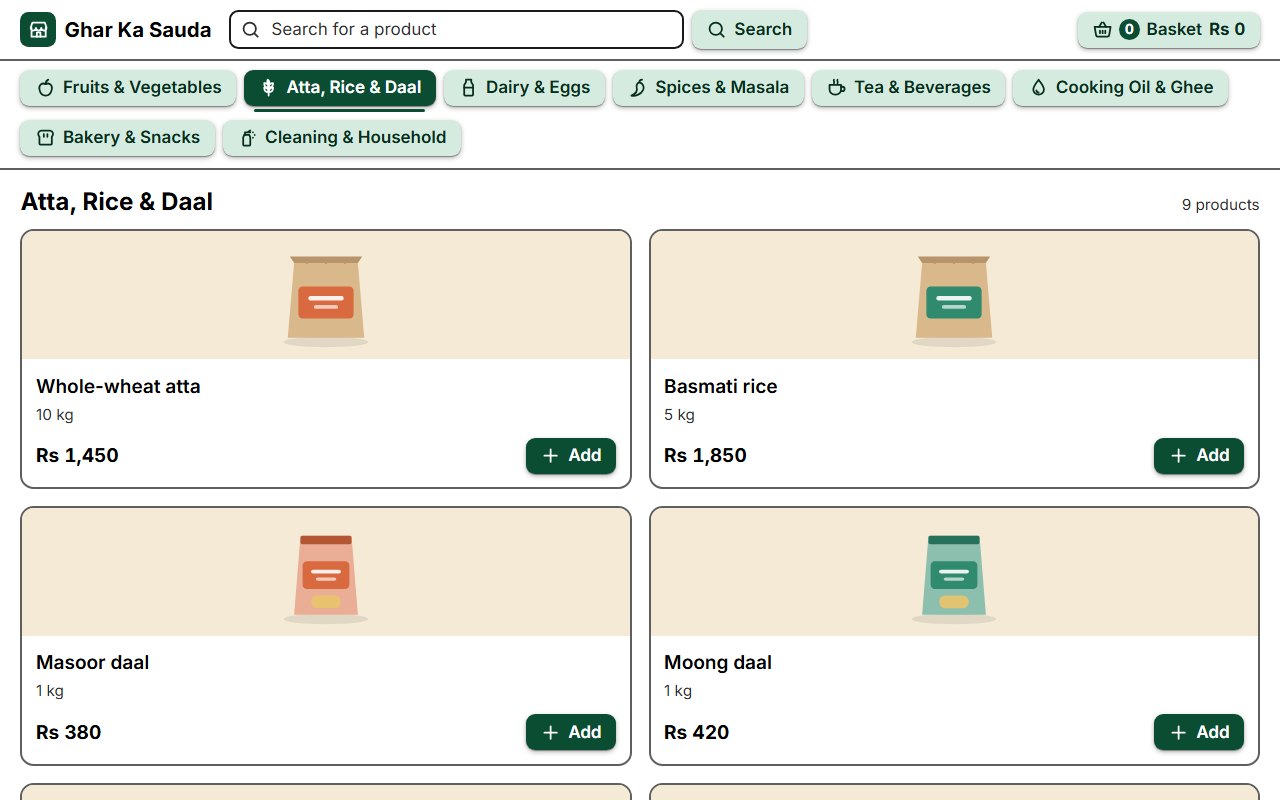 Ghar Ka Sauda
Search for a product
Search
0 Basket Rs 0
Fruits & Vegetables
Atta, Rice & Daal
Dairy & Eggs
Spices & Masala
Tea & Beverages
Cooking Oil & Ghee
Bakery & Snacks
Cleaning & Household
Atta, Rice & Daal
9 products
Whole-wheat atta
10 kg
Rs 1,450
Add
Basmati rice
5 kg
Rs 1,850
Add
Masoor daal
1 kg
Rs 380
Add
Moong daal
1 kg
Rs 420
Add